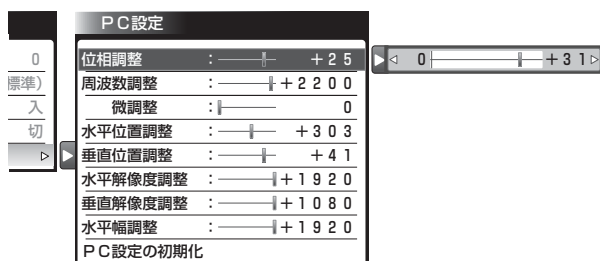 PC設定
0
標準)
入
切
位相調整 : +25
0 +31
周波数調整 : +2200
微調整 : 0
水平位置調整 : +303
垂直位置調整 : +41
水平解像度調整 : +1920
垂直解像度調整 : +1080
水平幅調整 : +1920
PC設定の初期化